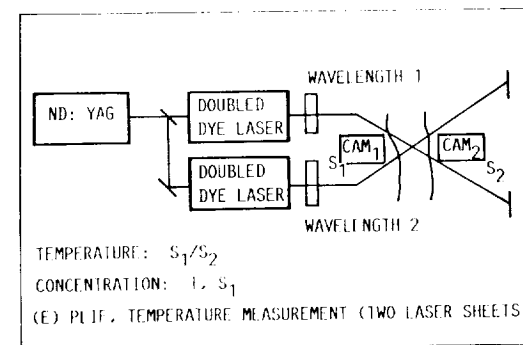 WAVELENGTH 1
ND: YAG
DOUBLED
DYE LASER
CAM1
S1
CAM2
S2
DOUBLED
DYE LASER
WAVELENGTH 2
TEMPERATURE: S1/S2
CONCENTRATION: T, S1
(E) PLIF, TEMPERATURE MEASUREMENT (TWO LASER SHEETS